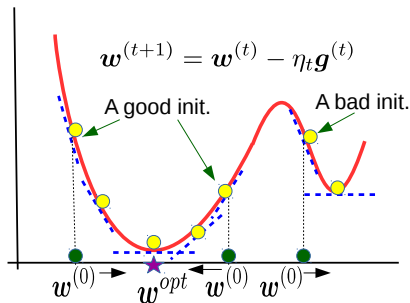 w^(t+1) = w^(t) − η_t g^(t)
A good init.
A bad init.
w^(0) w^opt w^(0) w^(0)